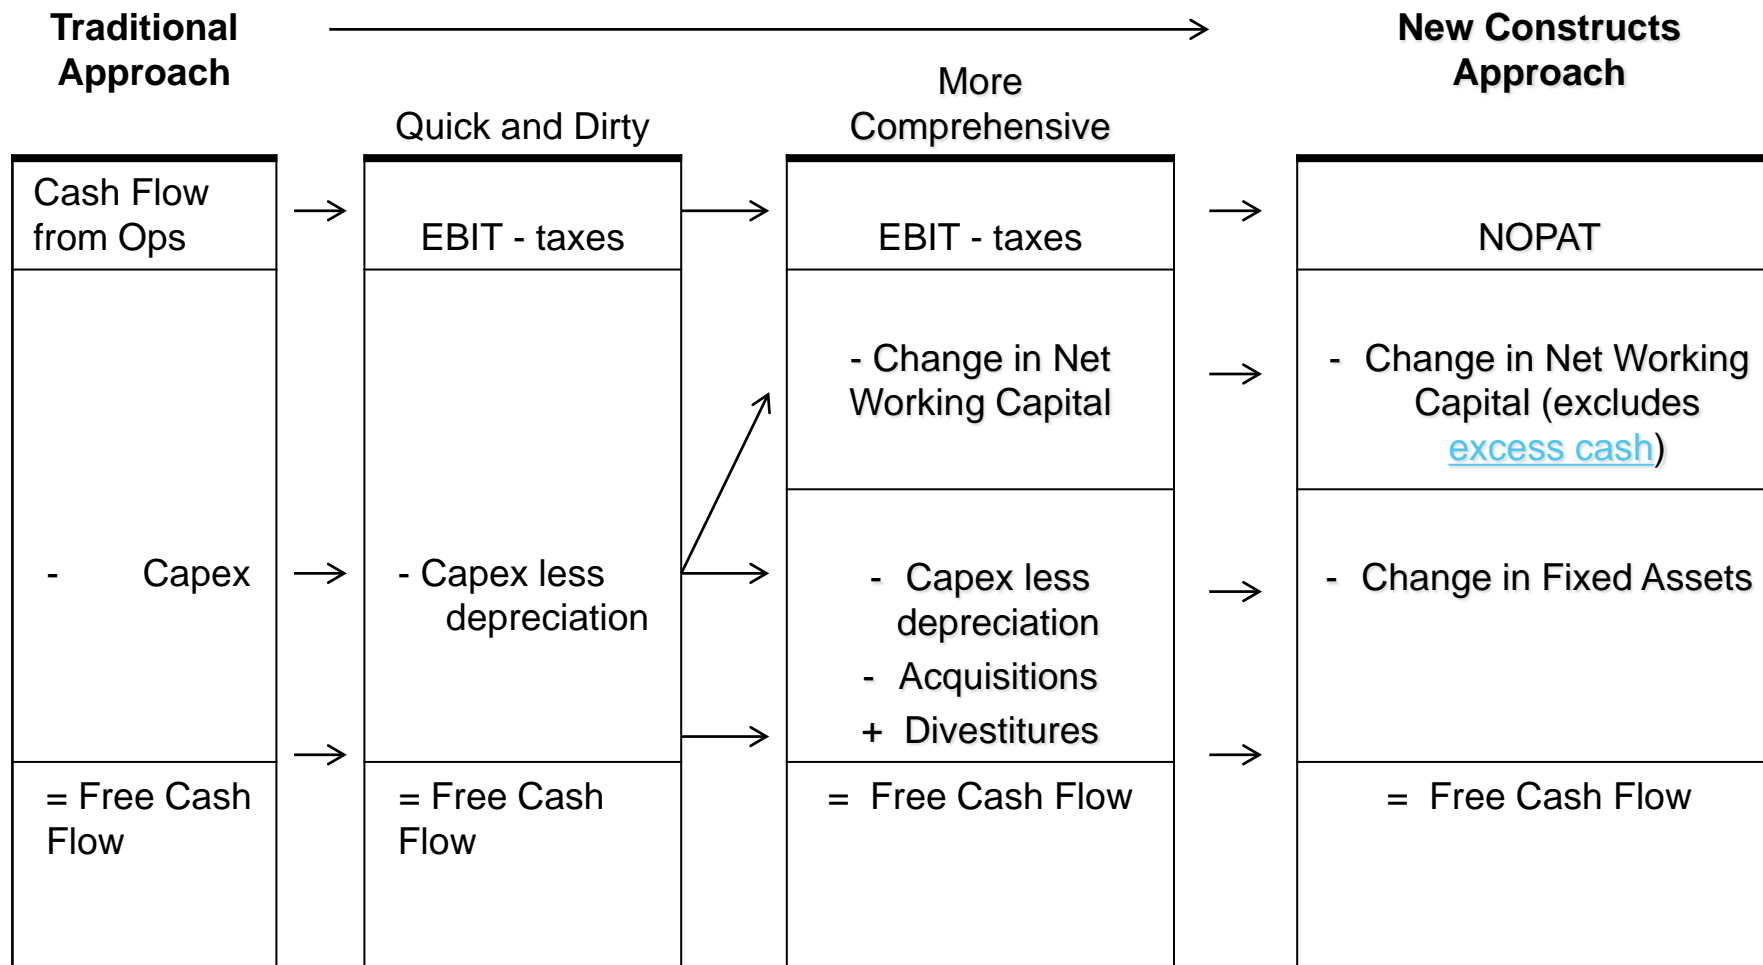 Traditional
Approach
New Constructs
Approach
Quick and Dirty
More
Comprehensive
Cash Flow
from Ops
EBIT - taxes
EBIT - taxes
NOPAT
- Change in Net
Working Capital
- Change in Net Working
Capital (excludes
excess cash)
- Capex
- Capex less
depreciation
- Capex less
depreciation
- Acquisitions
+ Divestitures
- Change in Fixed Assets
= Free Cash
Flow
= Free Cash
Flow
= Free Cash Flow
= Free Cash Flow